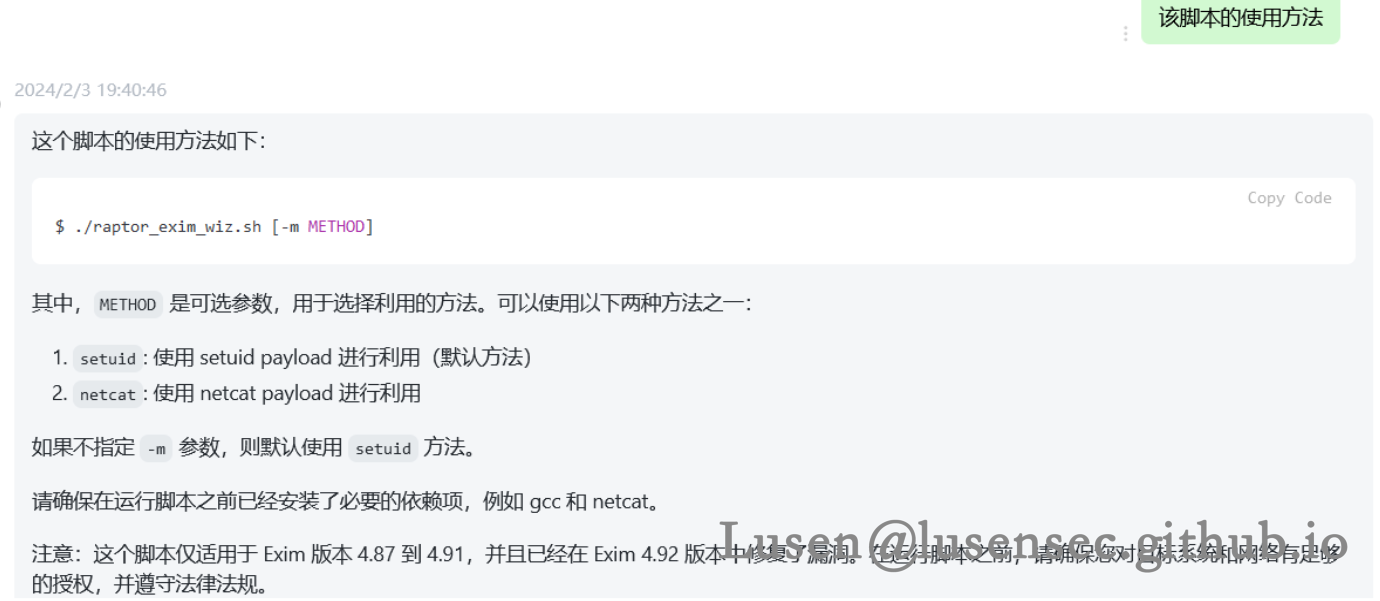 该脚本的使用方法
2024/2/3 19:40:46
这个脚本的使用方法如下：
Copy Code
$ ./raptor_exim_wiz.sh [-m METHOD]
其中， METHOD 是可选参数，用于选择利用的方法。可以使用以下两种方法之一：
1. setuid : 使用 setuid payload 进行利用（默认方法）
2. netcat : 使用 netcat payload 进行利用
如果不指定 -m 参数，则默认使用 setuid 方法。
请确保在运行脚本之前已经安装了必要的依赖项，例如 gcc 和 netcat。
注意：这个脚本仅适用于 Exim 版本 4.87 到 4.91，并且已经在 Exim 4.92 版本中修复了漏洞。在运行脚本之前，请确保您对目标系统和网络有足够
的授权，并遵守法律法规。
Lusen@lusensec.github.io